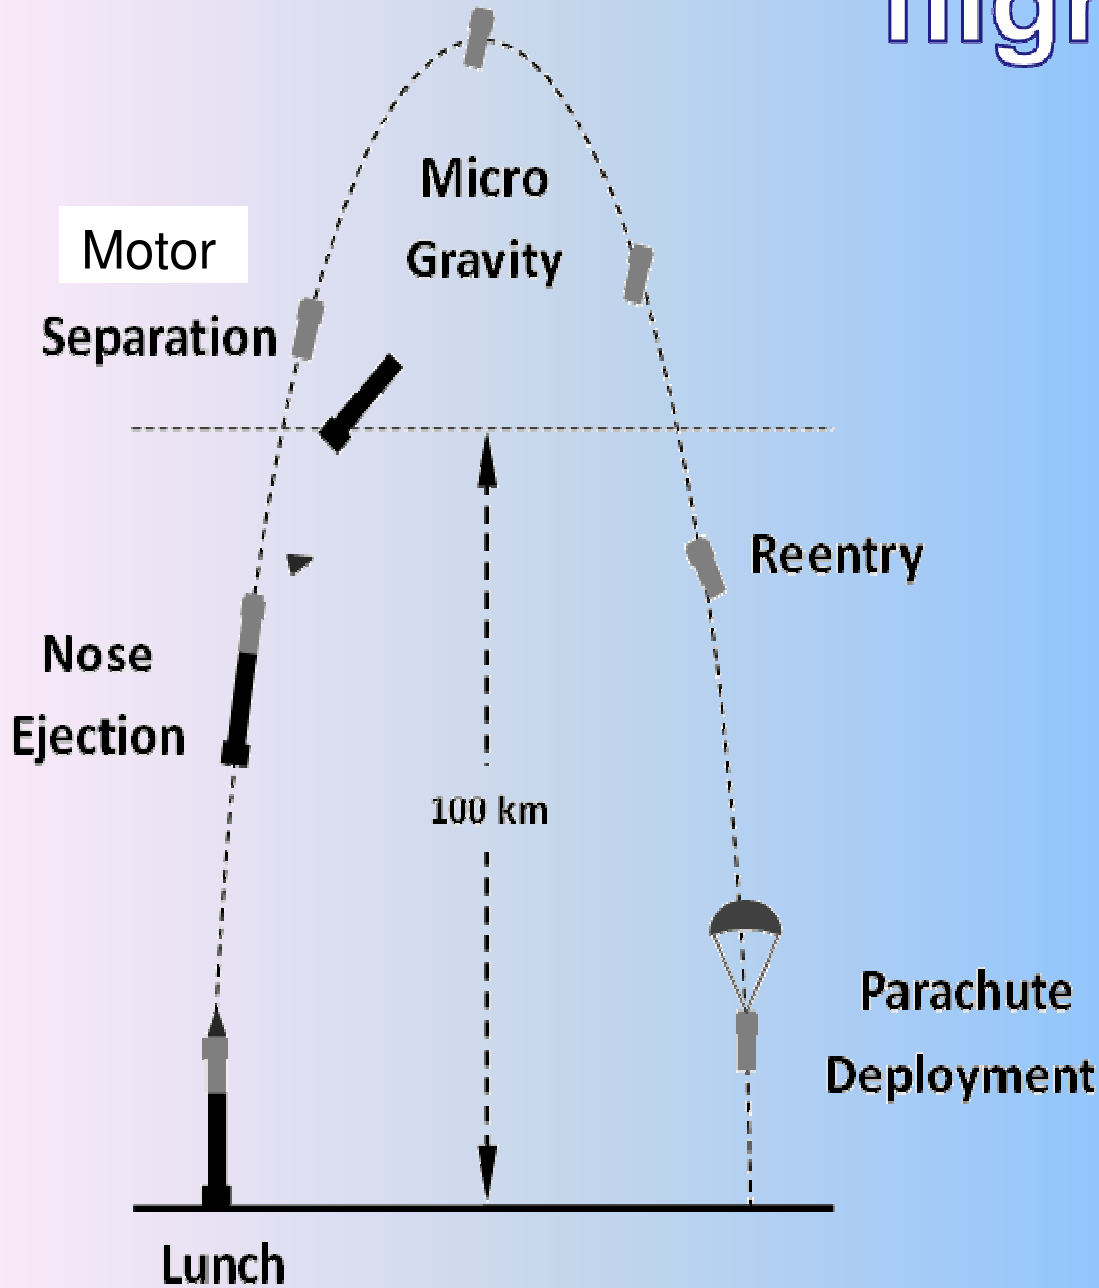 Micro
Gravity
Motor
Separation
Nose
Ejection
100 km
Reentry
Parachute
Deployment
Lunch